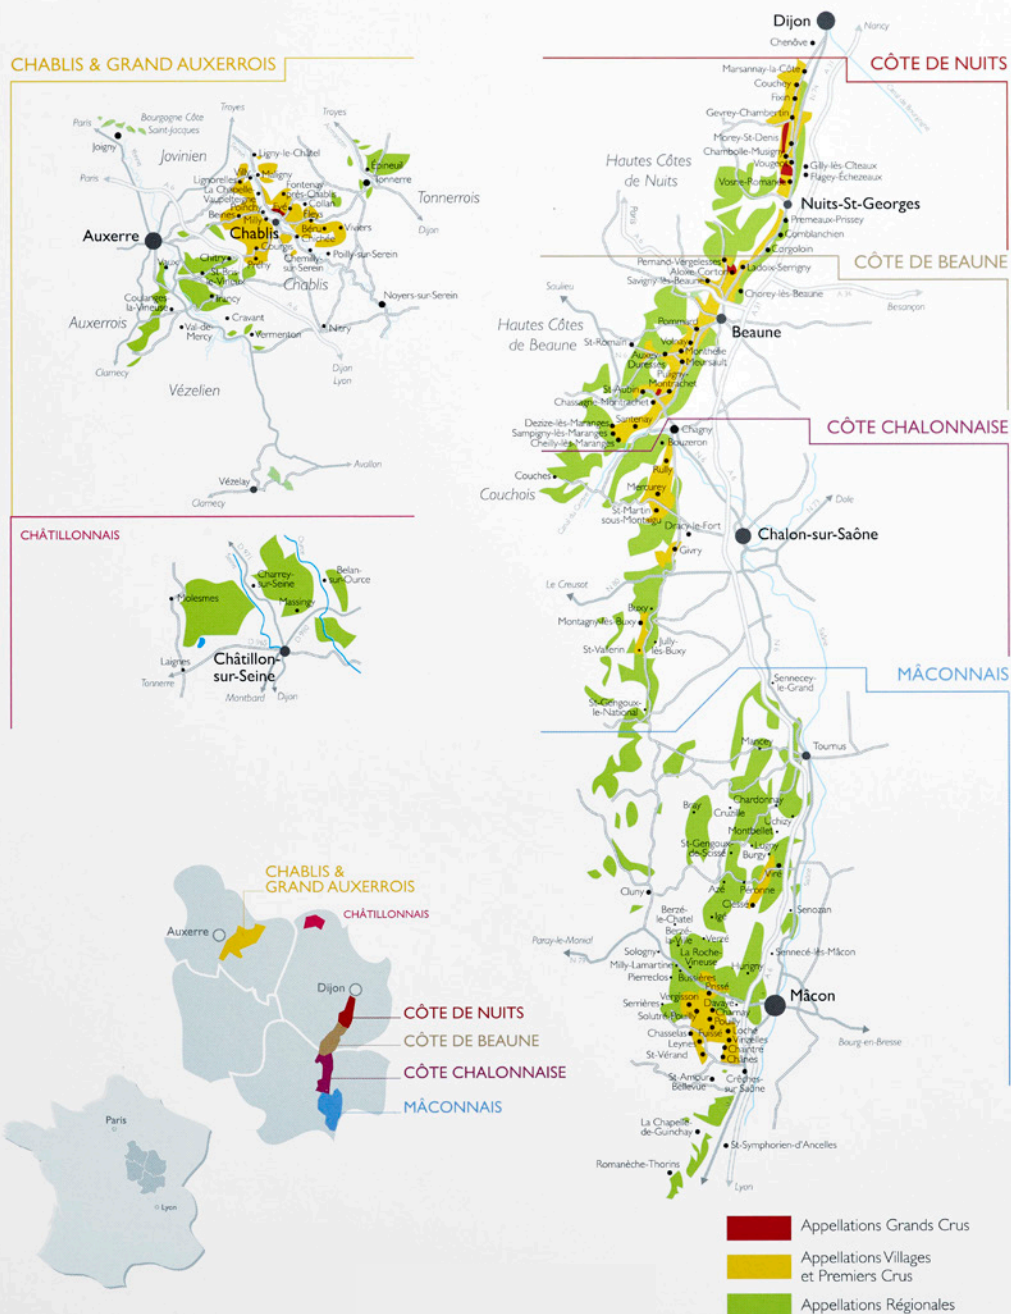 CHABLIS & GRAND AUXERROIS
Troyes
Troyes
Paris
Bourgogne Côte
Saint-Jacques
Joigny
Jovinien
Ligny-le-Châtel
Épineuil
Tonnerre
Tonnerrois
Villy
Maligny
Lignorelles
La Chapelle
Vaupelteigne
Fontenay
près-Chablis
Collan
Paris
Poinchy
Fyé
Fleys
Beines
Milly
Chablis
Béru
Viviers
Chichée
Dijon
Auxerre
Courgis
Chemilly
sur-Serein
Poilly-sur-Serein
Préhy
Chablis
Vaux
Chitry
St-Bris
le-Vineux
Irancy
Noyers-sur-Serein
Coulanges-
la-Vineuse
Auxerrois
Cravant
Val-de-
Mercy
Vermenton
Nitry
Clamecy
Dijon
Lyon
Vézelien
Avallon
Vézelay
Clamecy
CHÂTILLONNAIS
D 971
Charrey-
sur-Seine
Belan-
sur-Ource
Molesmes
Massingy
D 965
Laignes
Châtillon-
sur-Seine
Tonnerre
Montbard
Dijon
Dijon
Nancy
Chenôve
CÔTE DE NUITS
Marsannay-la-Côte
Couchey
Fixin
Gevrey-Chambertin
Canal de Bourgogne
Morey-St-Denis
Chambolle-Musigny
Hautes Côtes
de Nuits
Vougeot
Gilly-lès-Cîteaux
Flagey-Échezeaux
Vosne-Romanée
Nuits-St-Georges
Paris
Premeaux-Prissey
Comblanchien
Corgoloin
CÔTE DE BEAUNE
Pernand-Vergelesses
Aloxe-Corton
Ladoix-Serrigny
Savigny-lès-Beaune
Chorey-lès-Beaune
Besançon
Saulieu
Hautes Côtes
de Beaune
Pommard
Beaune
St-Romain
Volnay
Auxey
Duresses
Monthelie
Meursault
Puligny-
Montrachet
St-Aubin
Chassagne-Montrachet
Dezize-lès-Maranges
Santenay
Sampigny-lès-Maranges
Cheilly-lès-Maranges
CÔTE CHALONNAISE
Chagny
Bouzeron
Couches
Rully
Couchois
Mercurey
Dole
St-Martin
sous-Montaigu
Dracy-le-Fort
Chalon-sur-Saône
Givry
Le Creusot
N 80
Buxy
Montagny-lès-Buxy
Jully-
lès-Buxy
St-Vallerin
MÂCONNAIS
Sennecey-
le-Grand
St-Gengoux-
le-National
Mancey
Tournus
Bray
Chardonnay
Cruzille
Uchizy
Montbellet
St-Gengoux-
de-Scissé
Lugny
Burgy
Viré
Azé
Péronne
Cluny
Clessé
Igé
Senozan
Berzé-
le-Chatel
Berzé-
la-Ville
Verzé
Paray-le-Monial
N 79
Sologny
La Roche-
Vineuse
Sennecé-lès-Mâcon
Milly-Lamartine
Pierreclos
Bussières
Hurigny
Prissé
Vergisson
Serrières
Davayé
Mâcon
Solutré-Pouilly
Charnay
Pouilly
Chasselas
Fuissé
Loché
Vinzelles
Leynes
Chaintré
St-Vérand
Chânes
Bourg-en-Bresse
St-Amour
Bellevue
Crêches-
sur Saône
La Chapelle-
de-Guinchay
St-Symphorien-d'Ancelles
Romanèche-Thorins
Lyon
CHABLIS &
GRAND AUXERROIS
CHÂTILLONNAIS
Auxerre
Dijon
CÔTE DE NUITS
CÔTE DE BEAUNE
CÔTE CHALONNAISE
MÂCONNAIS
Paris
Lyon
Appellations Grands Crus
Appellations Villages
et Premiers Crus
Appellations Régionales